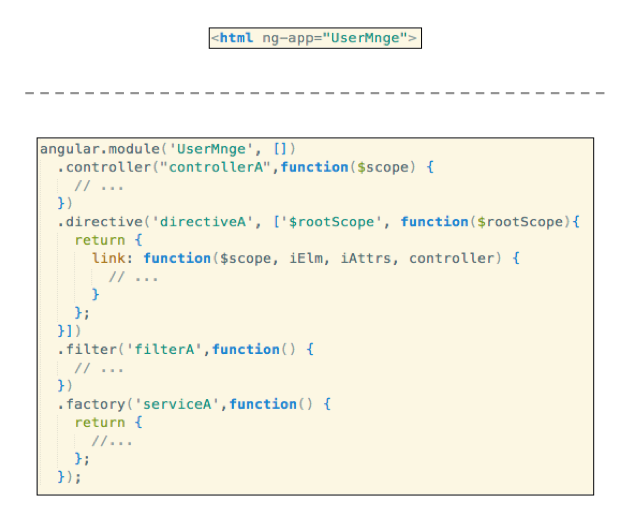 <html ng-app="UserMnge">
angular.module('UserMnge', [])
  .controller("controllerA",function($scope) {
    // ...
  })
  .directive('directiveA', ['$rootScope', function($rootScope){
    return {
      link: function($scope, iElm, iAttrs, controller) {
        // ...
      }
    };
  }])
  .filter('filterA',function() {
    // ...
  })
  .factory('serviceA',function() {
    return {
      //...
    };
  });